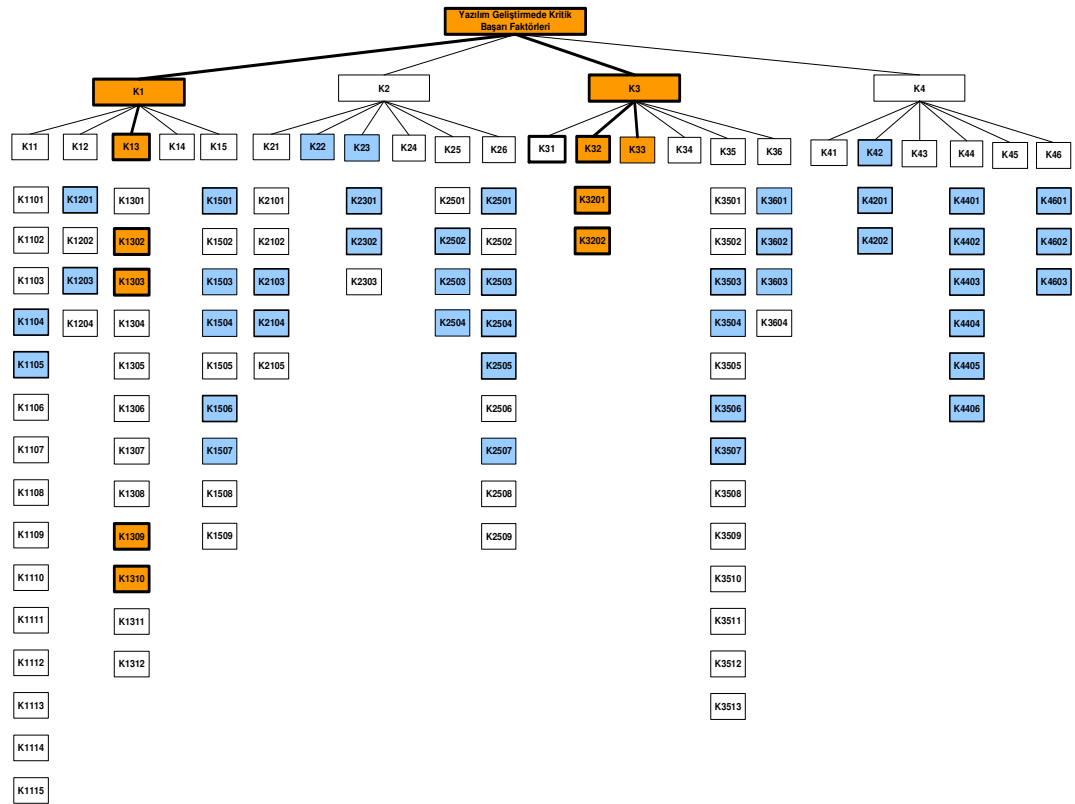 Yazılım Geliştirmede Kritik
Başarı Faktörleri
K1 K2 K3 K4
K11 K12 K13 K14 K15 K21 K22 K23 K24 K25 K26 K31 K32 K33 K34 K35 K36 K41 K42 K43 K44 K45 K46
K1101 K1201 K1301 K1501 K2101 K2301 K2501 K2501 K3201 K3501 K3601 K4201 K4401 K4601
K1102 K1202 K1302 K1502 K2102 K2302 K2502 K2502 K3202 K3502 K3602 K4202 K4402 K4602
K1103 K1203 K1303 K1503 K2103 K2303 K2503 K2503 K3503 K3603 K4403 K4603
K1104 K1204 K1304 K1504 K2104 K2504 K2504 K3504 K3604 K4404
K1105 K1305 K1505 K2105 K2505 K3505 K4405
K1106 K1306 K1506 K2506 K3506 K4406
K1107 K1307 K1507 K2507 K3507
K1108 K1308 K1508 K2508 K3508
K1109 K1309 K1509 K2509 K3509
K1110 K1310 K3510
K1111 K1311 K3511
K1112 K1312 K3512
K1113 K3513
K1114
K1115